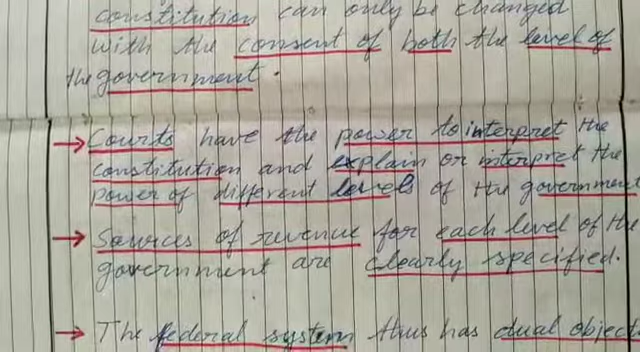 constitution can only be changed
with the consent of both the level of
the government.
→ Courts have the power to interpret the
constitution and explain or interpret the
power of different levels of the government
→ Sources of revenue for each level of the
government are clearly specified.
→ The federal system thus has dual object